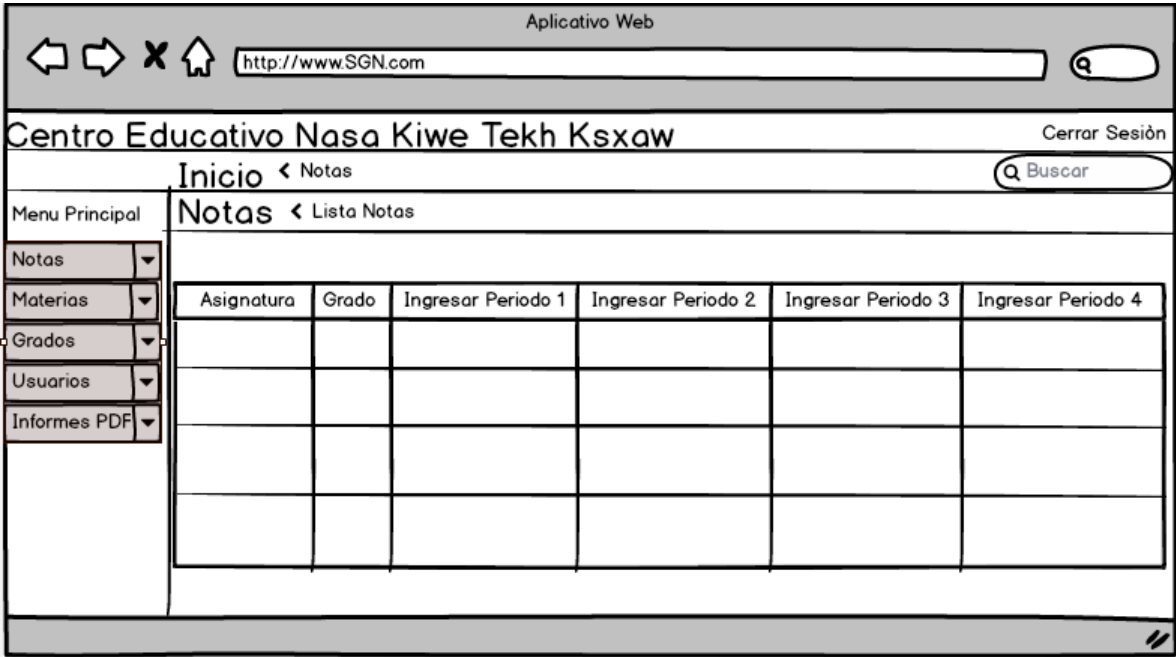 Aplicativo Web
http://www.SGN.com
Centro Educativo Nasa Kiwe Tekh Ksxaw
Cerrar Sesiòn
Inicio Notas
Buscar
Menu Principal
Notas Lista Notas
Notas
Materias
Grados
Usuarios
Informes PDF
Asignatura Grado Ingresar Periodo 1 Ingresar Periodo 2 Ingresar Periodo 3 Ingresar Periodo 4